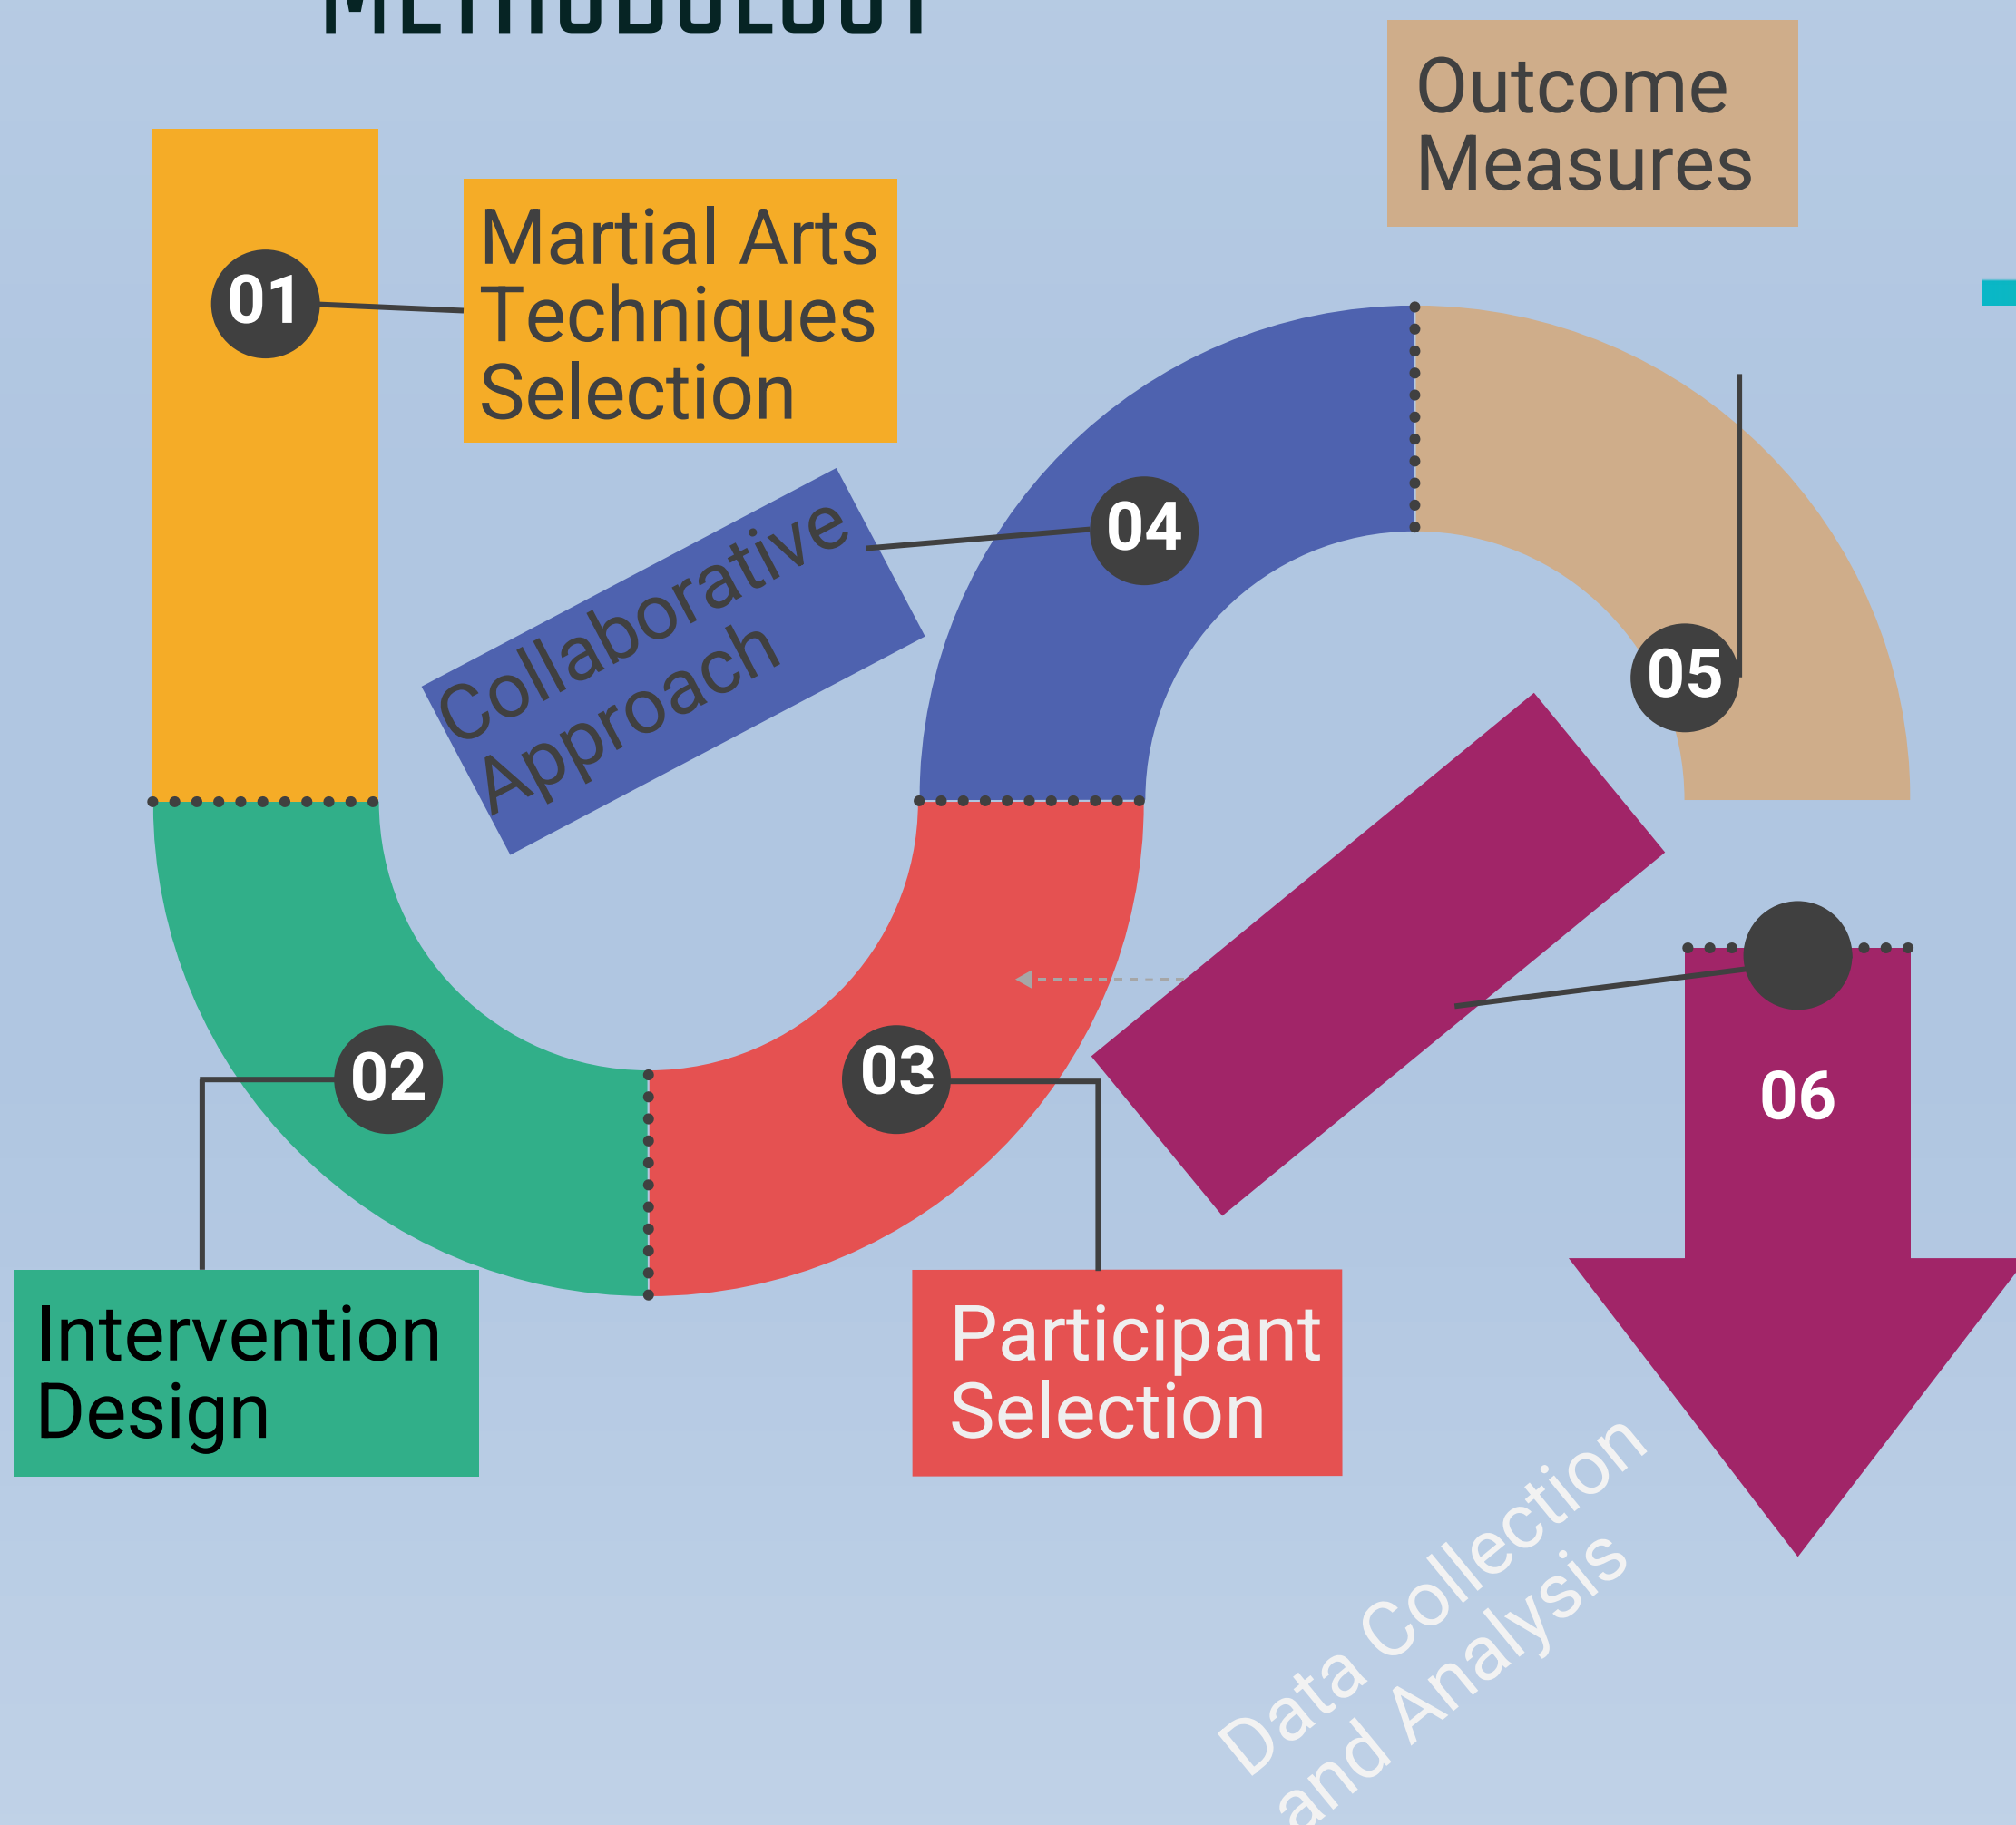 METHODOLOGY
01
Martial Arts
Techniques
Selection
Outcome
Measures
04
Collaborative
Approach
05
02
03
06
Intervention
Design
Participant
Selection
Data Collection
and Analysis